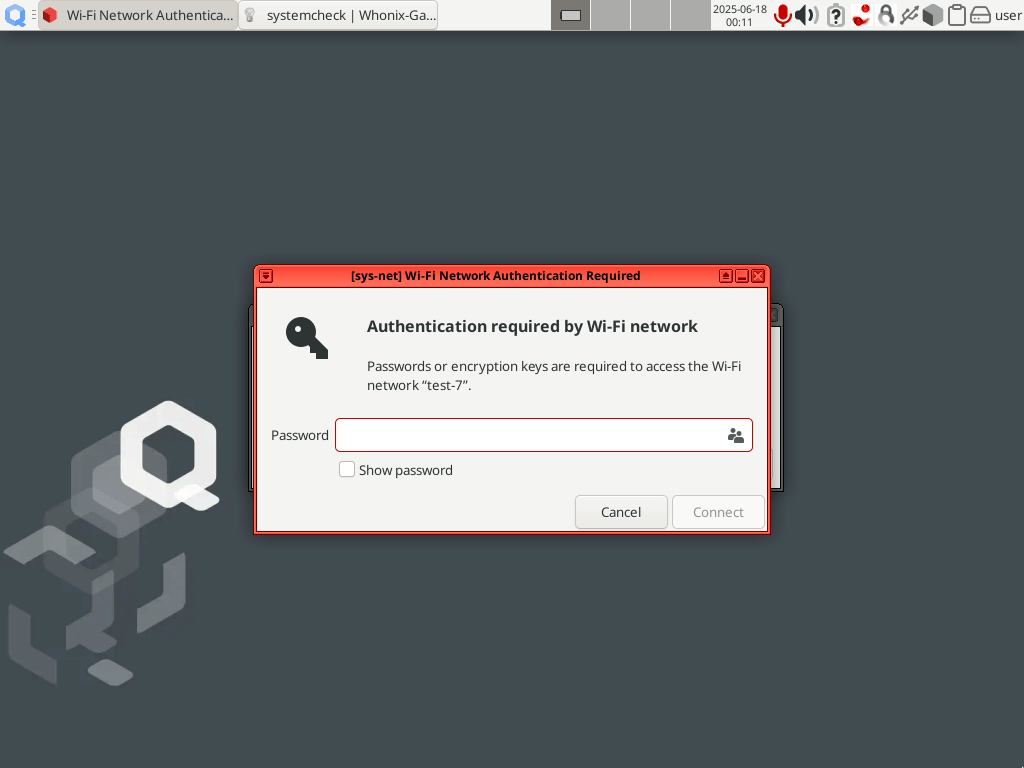 Wi-Fi Network Authentica...
systemcheck | Whonix-Ga...
2025-06-18
00:11
user
[sys-net] Wi-Fi Network Authentication Required
Authentication required by Wi-Fi network
Passwords or encryption keys are required to access the Wi-Fi
network “test-7”.
Password
Show password
Cancel
Connect